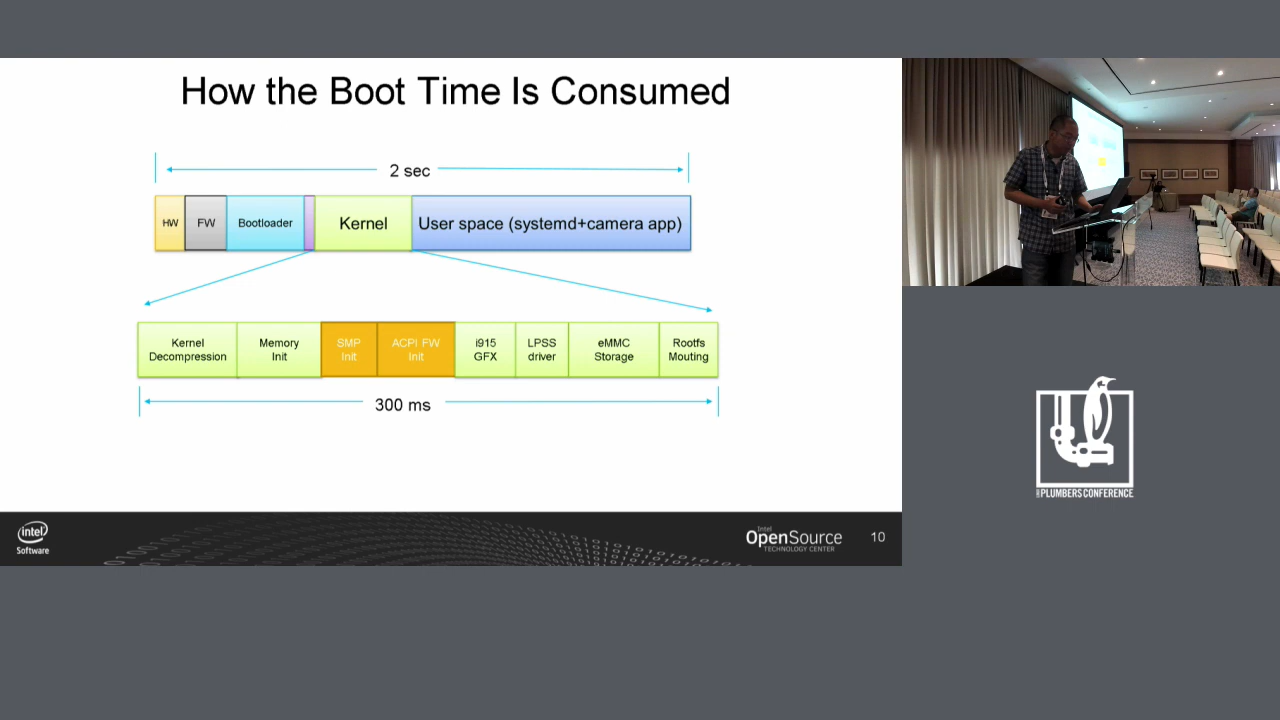 How the Boot Time Is Consumed
2 sec
HW
FW
Bootloader
Kernel
User space (systemd+camera app)
Kernel
Decompression
Memory
Init
SMP
Init
ACPI FW
Init
i915
GFX
LPSS
driver
eMMC
Storage
Rootfs
Mouting
300 ms
intel
Software
Intel
OpenSource
TECHNOLOGY CENTER
10
PLUMBERS CONFERENCE